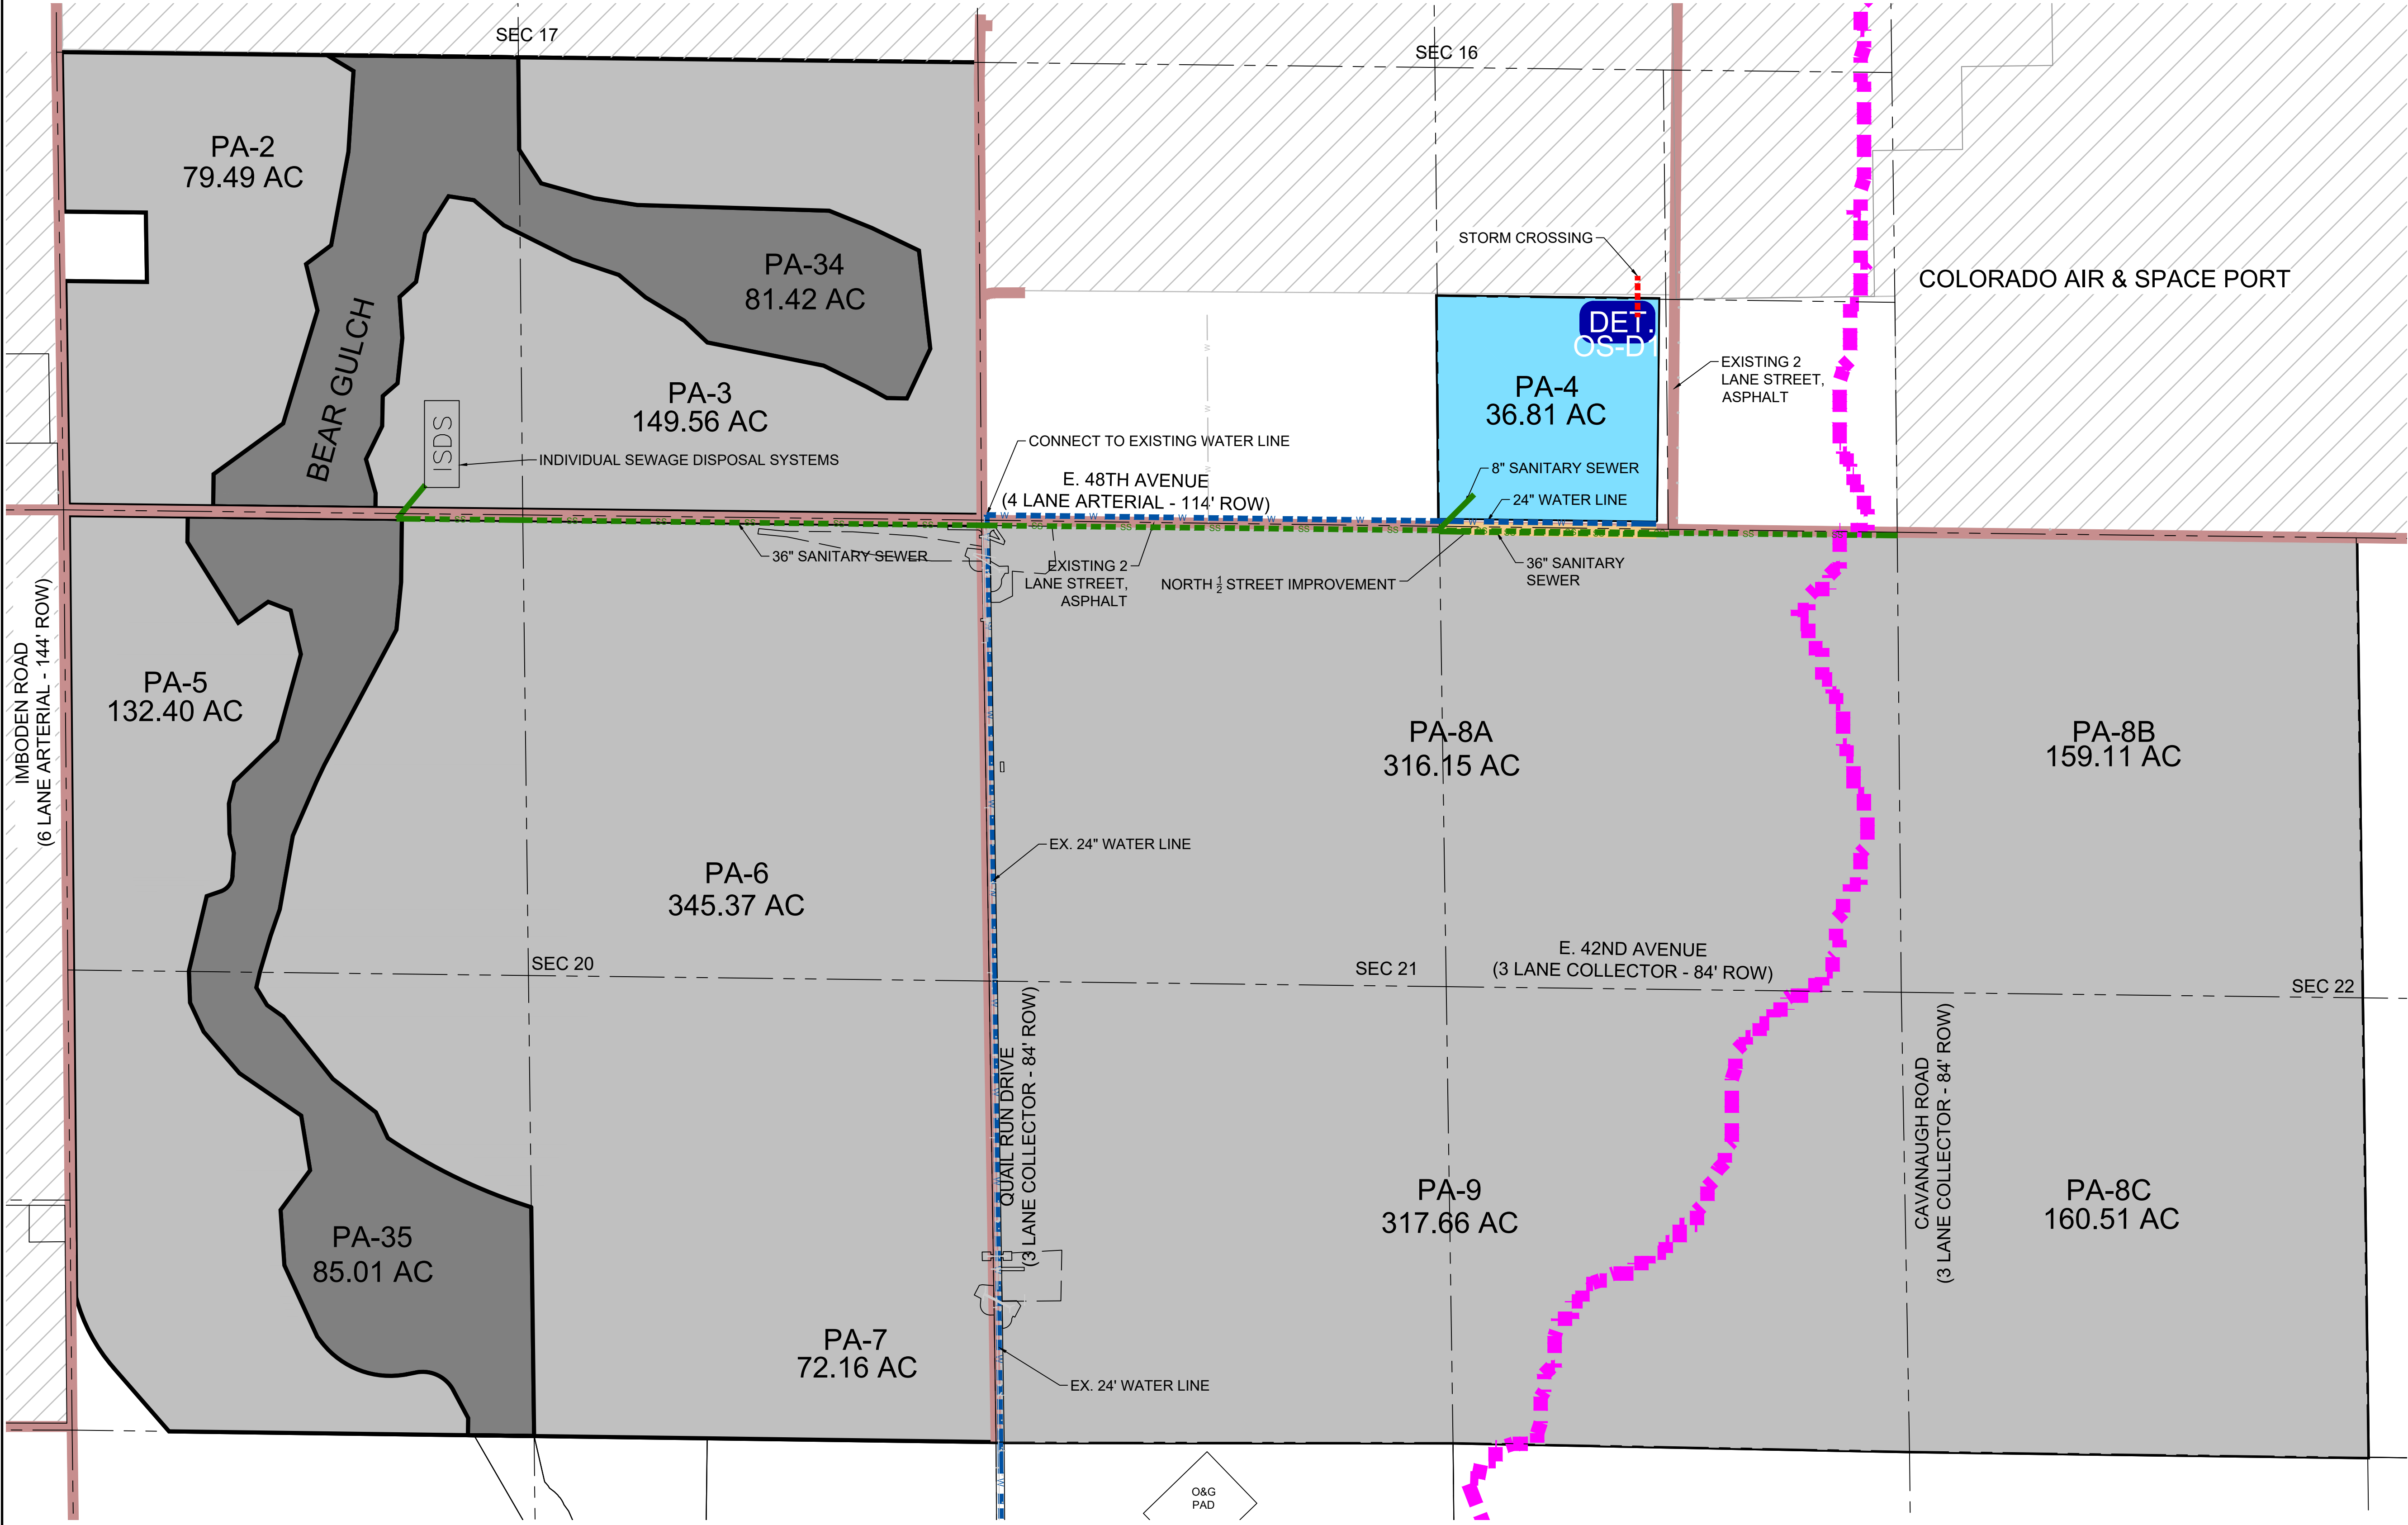 SEC 17
SEC 16
PA-2
79.49 AC
STORM CROSSING
PA-34
81.42 AC
COLORADO AIR & SPACE PORT
DET.
OS-D1
BEAR GULCH
EXISTING 2
LANE STREET,
ASPHALT
PA-3
149.56 AC
PA-4
36.81 AC
ISDS
INDIVIDUAL SEWAGE DISPOSAL SYSTEMS
CONNECT TO EXISTING WATER LINE
E. 48TH AVENUE
(4 LANE ARTERIAL - 114' ROW)
8" SANITARY SEWER
24" WATER LINE
36" SANITARY SEWER
EXISTING 2
LANE STREET,
ASPHALT
NORTH 1/2 STREET IMPROVEMENT
36" SANITARY
SEWER
IMBODEN ROAD
(6 LANE ARTERIAL - 144' ROW)
PA-5
132.40 AC
PA-8A
316.15 AC
PA-8B
159.11 AC
EX. 24" WATER LINE
PA-6
345.37 AC
SEC 20
SEC 21
E. 42ND AVENUE
(3 LANE COLLECTOR - 84' ROW)
SEC 22
QUAIL RUN DRIVE
(3 LANE COLLECTOR - 84' ROW)
CAVANAUGH ROAD
(3 LANE COLLECTOR - 84' ROW)
PA-9
317.66 AC
PA-8C
160.51 AC
PA-35
85.01 AC
PA-7
72.16 AC
EX. 24' WATER LINE
O&G
PAD